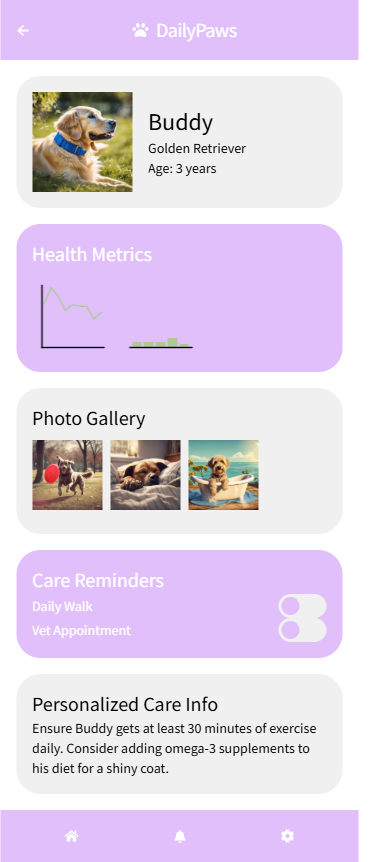 DailyPaws
Buddy
Golden Retriever
Age: 3 years
Health Metrics
Photo Gallery
Care Reminders
Daily Walk
Vet Appointment
Personalized Care Info
Ensure Buddy gets at least 30 minutes of exercise
daily. Consider adding omega-3 supplements to
his diet for a shiny coat.